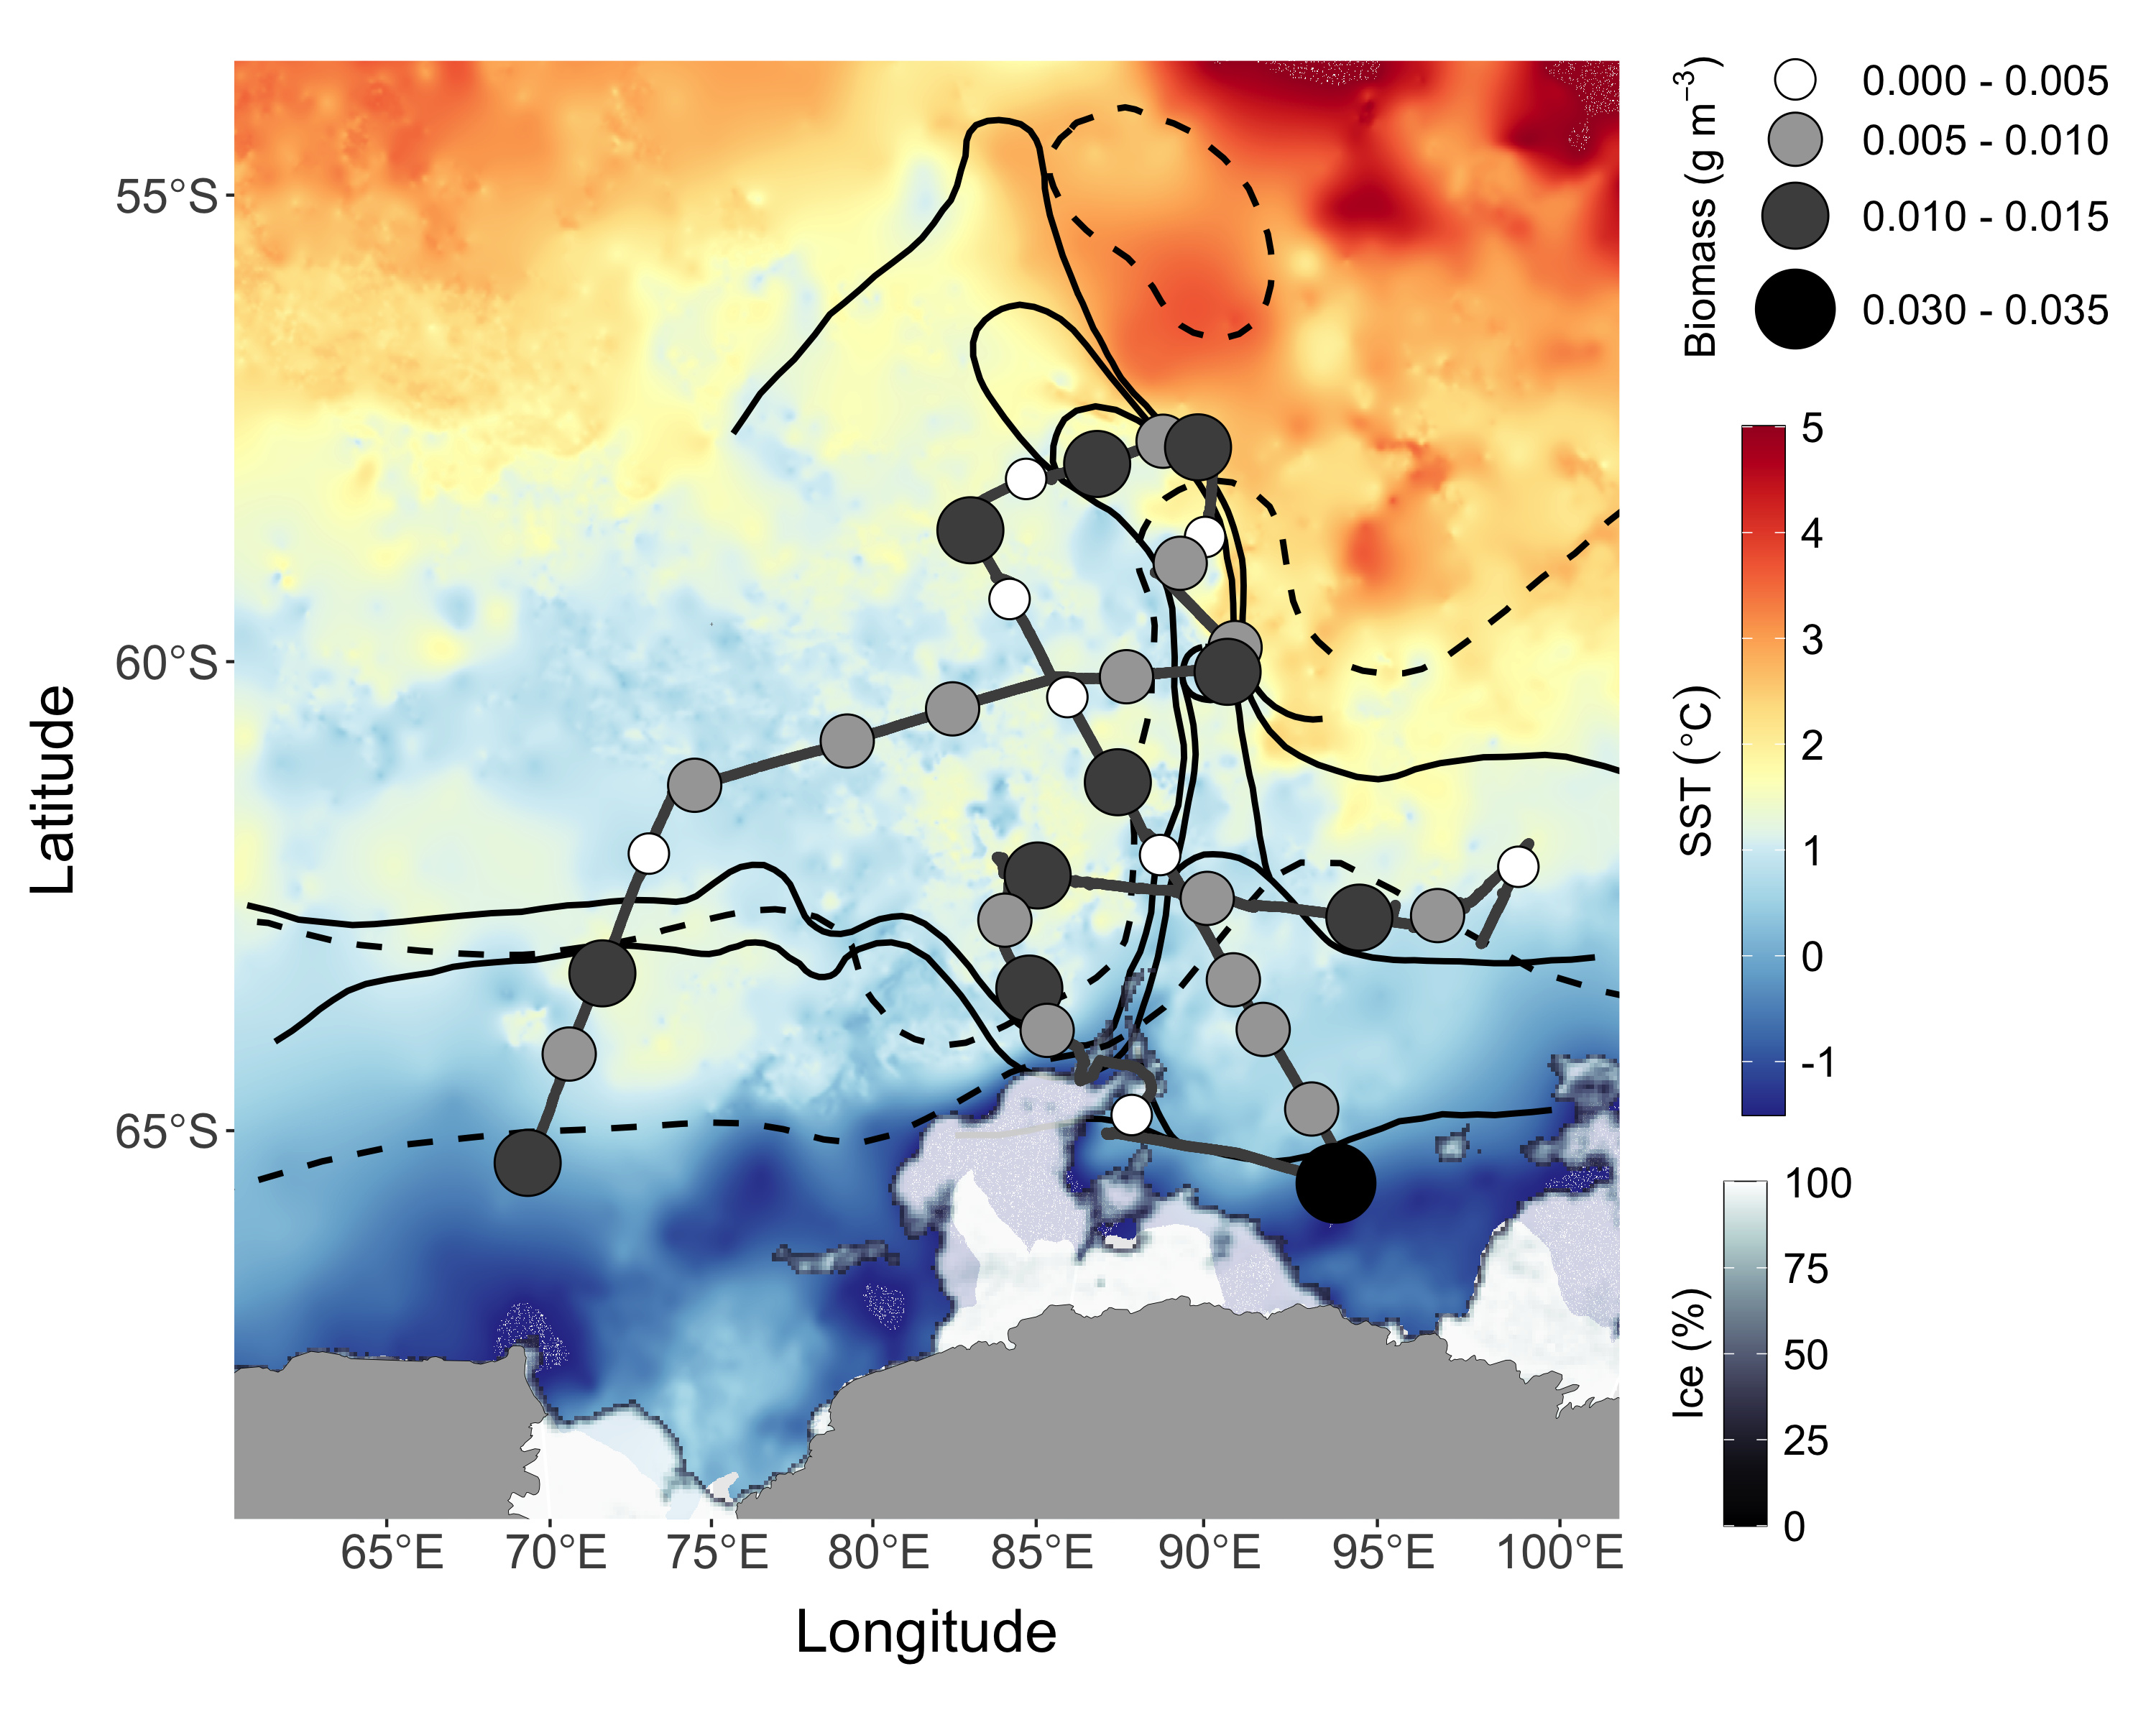 55°S
60°S
65°S
Latitude
65°E
70°E
75°E
80°E
85°E
90°E
95°E
100°E
Longitude
Biomass (g m⁻³)
0.000 - 0.005
0.005 - 0.010
0.010 - 0.015
0.030 - 0.035
SST (°C)
5
4
3
2
1
0
-1
Ice (%)
100
75
50
25
0